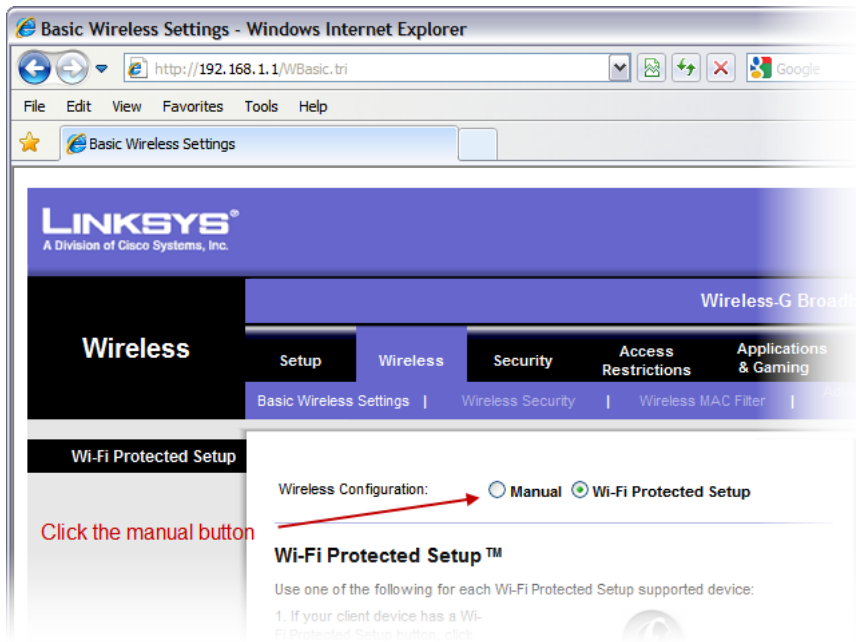 Basic Wireless Settings - Windows Internet Explorer
http://192.168.1.1/WBasic.tri
Google
File Edit View Favorites Tools Help
Basic Wireless Settings
LINKSYS®
A Division of Cisco Systems, Inc.
Wireless-G Broad
Wireless
Setup Wireless Security Access Restrictions Applications & Gaming
Basic Wireless Settings | Wireless Security | Wireless MAC Filter |
Wi-Fi Protected Setup
Wireless Configuration: Manual Wi-Fi Protected Setup
Click the manual button
Wi-Fi Protected Setup™
Use one of the following for each Wi-Fi Protected Setup supported device:
1. If your client device has a Wi-
Fi Protected Setup button, click